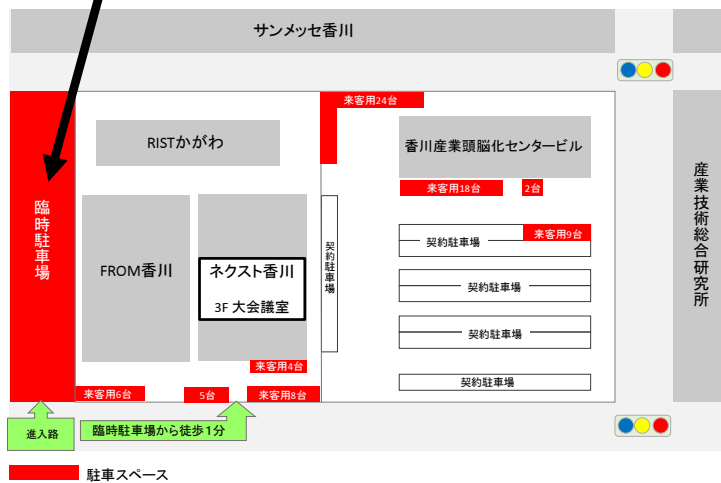 サンメッセ香川
来客用24台
RISTかがわ
香川産業頭脳化センタービル
来客用18台
2台
臨時駐車場
産業技術総合研究所
FROM香川
ネクスト香川
3F 大会議室
契約駐車場
来客用9台
契約駐車場
契約駐車場
契約駐車場
契約駐車場
来客用4台
来客用6台
5台
来客用8台
進入路
臨時駐車場から徒歩1分
駐車スペース